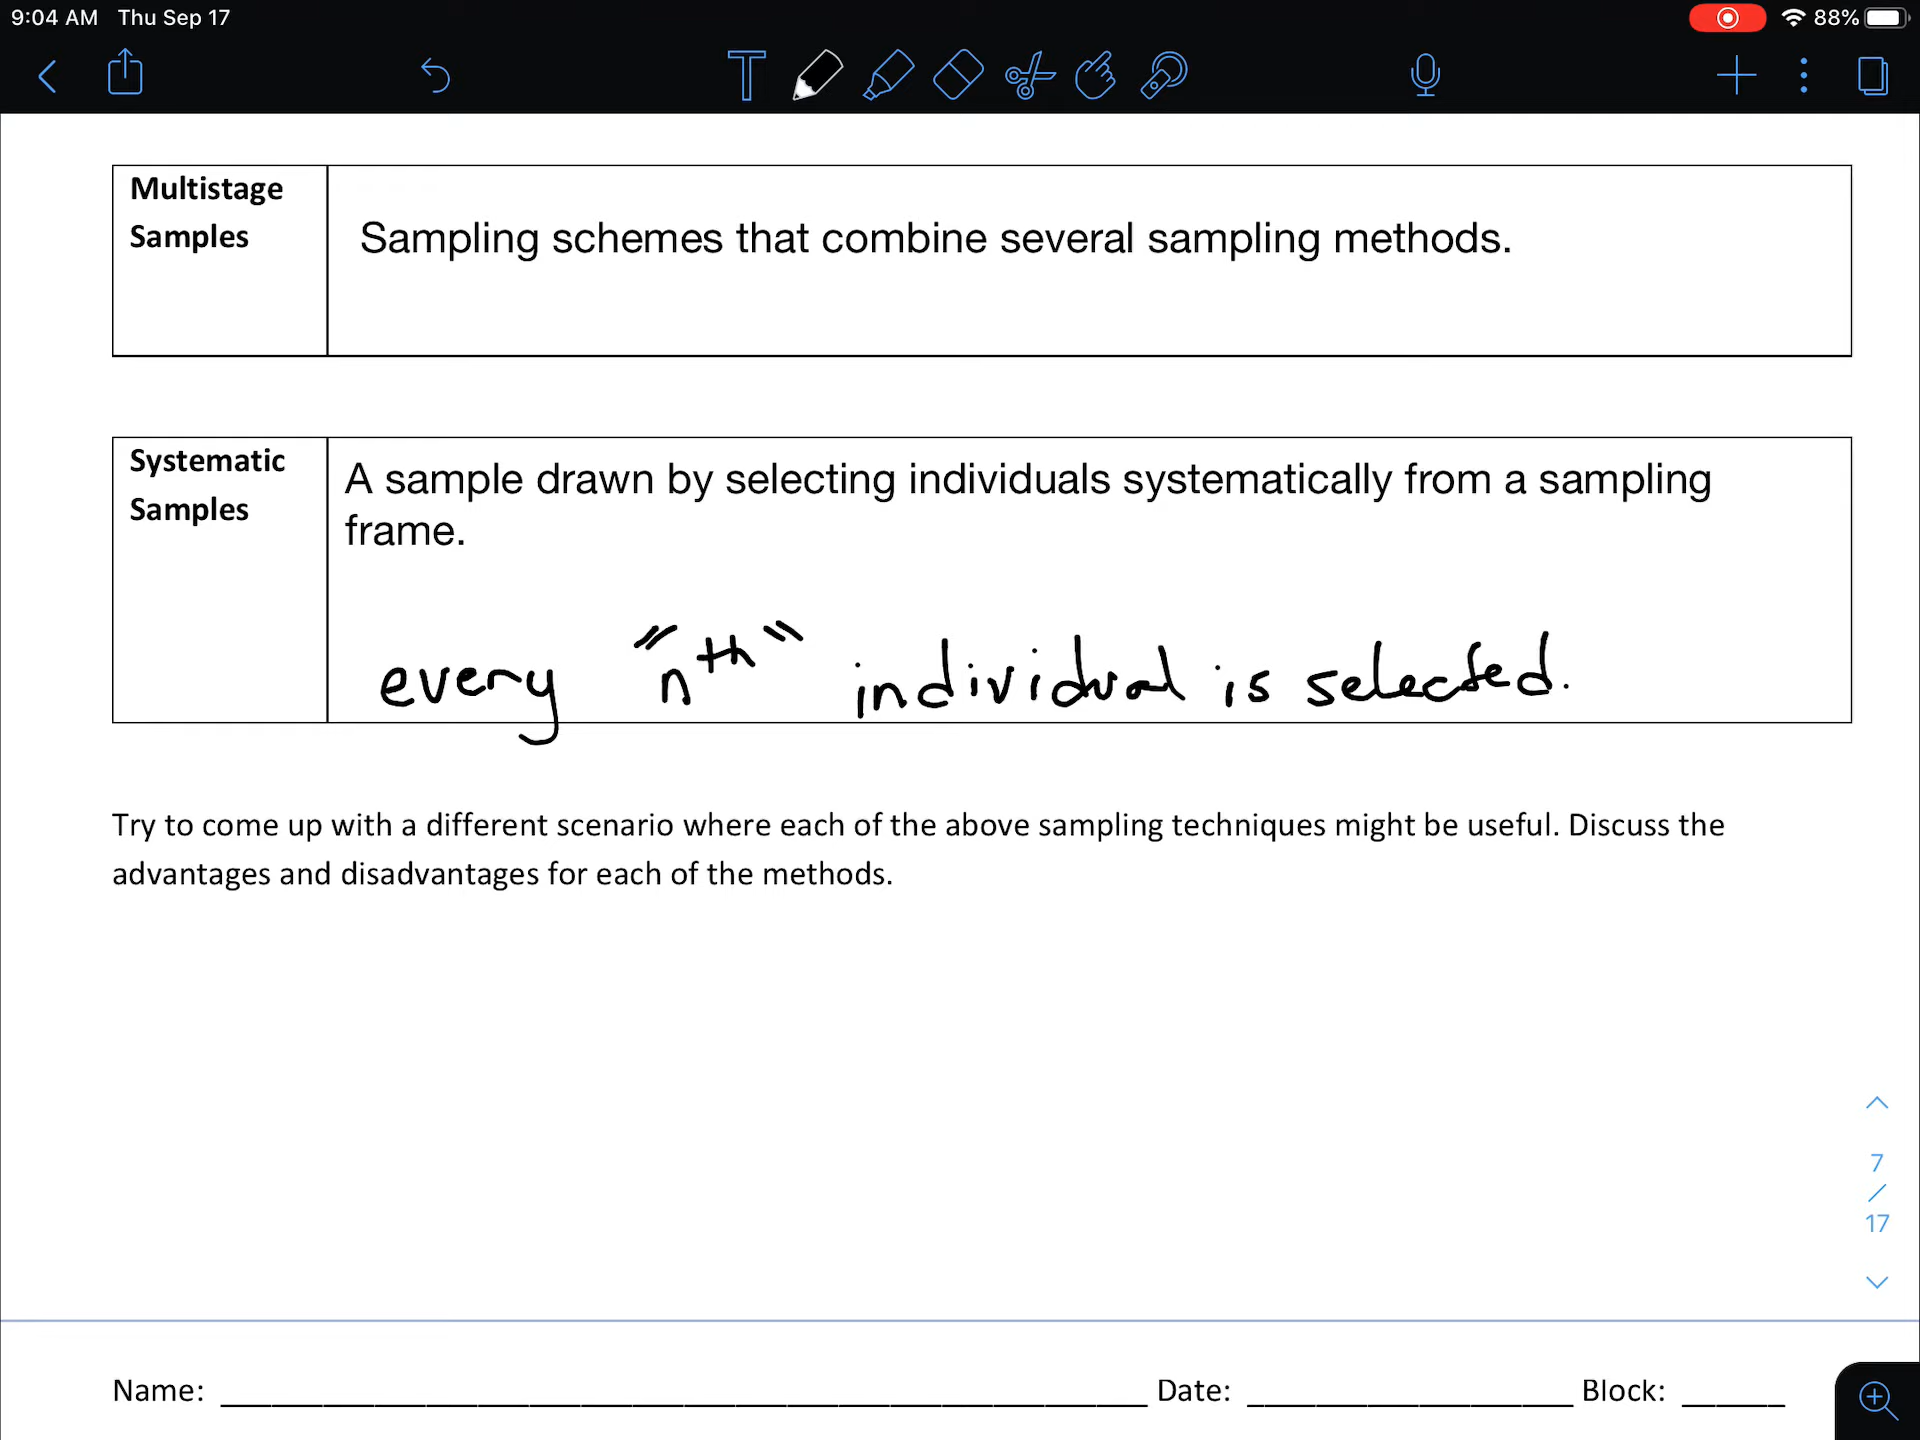 9:04 AM Thu Sep 17
88%
Multistage
Samples
Sampling schemes that combine several sampling methods.
Systematic
Samples
A sample drawn by selecting individuals systematically from a sampling
frame.
every "nth" individual is selected.
Try to come up with a different scenario where each of the above sampling techniques might be useful. Discuss the
advantages and disadvantages for each of the methods.
7
/
17
Name: ______ Date: ______ Block: ______